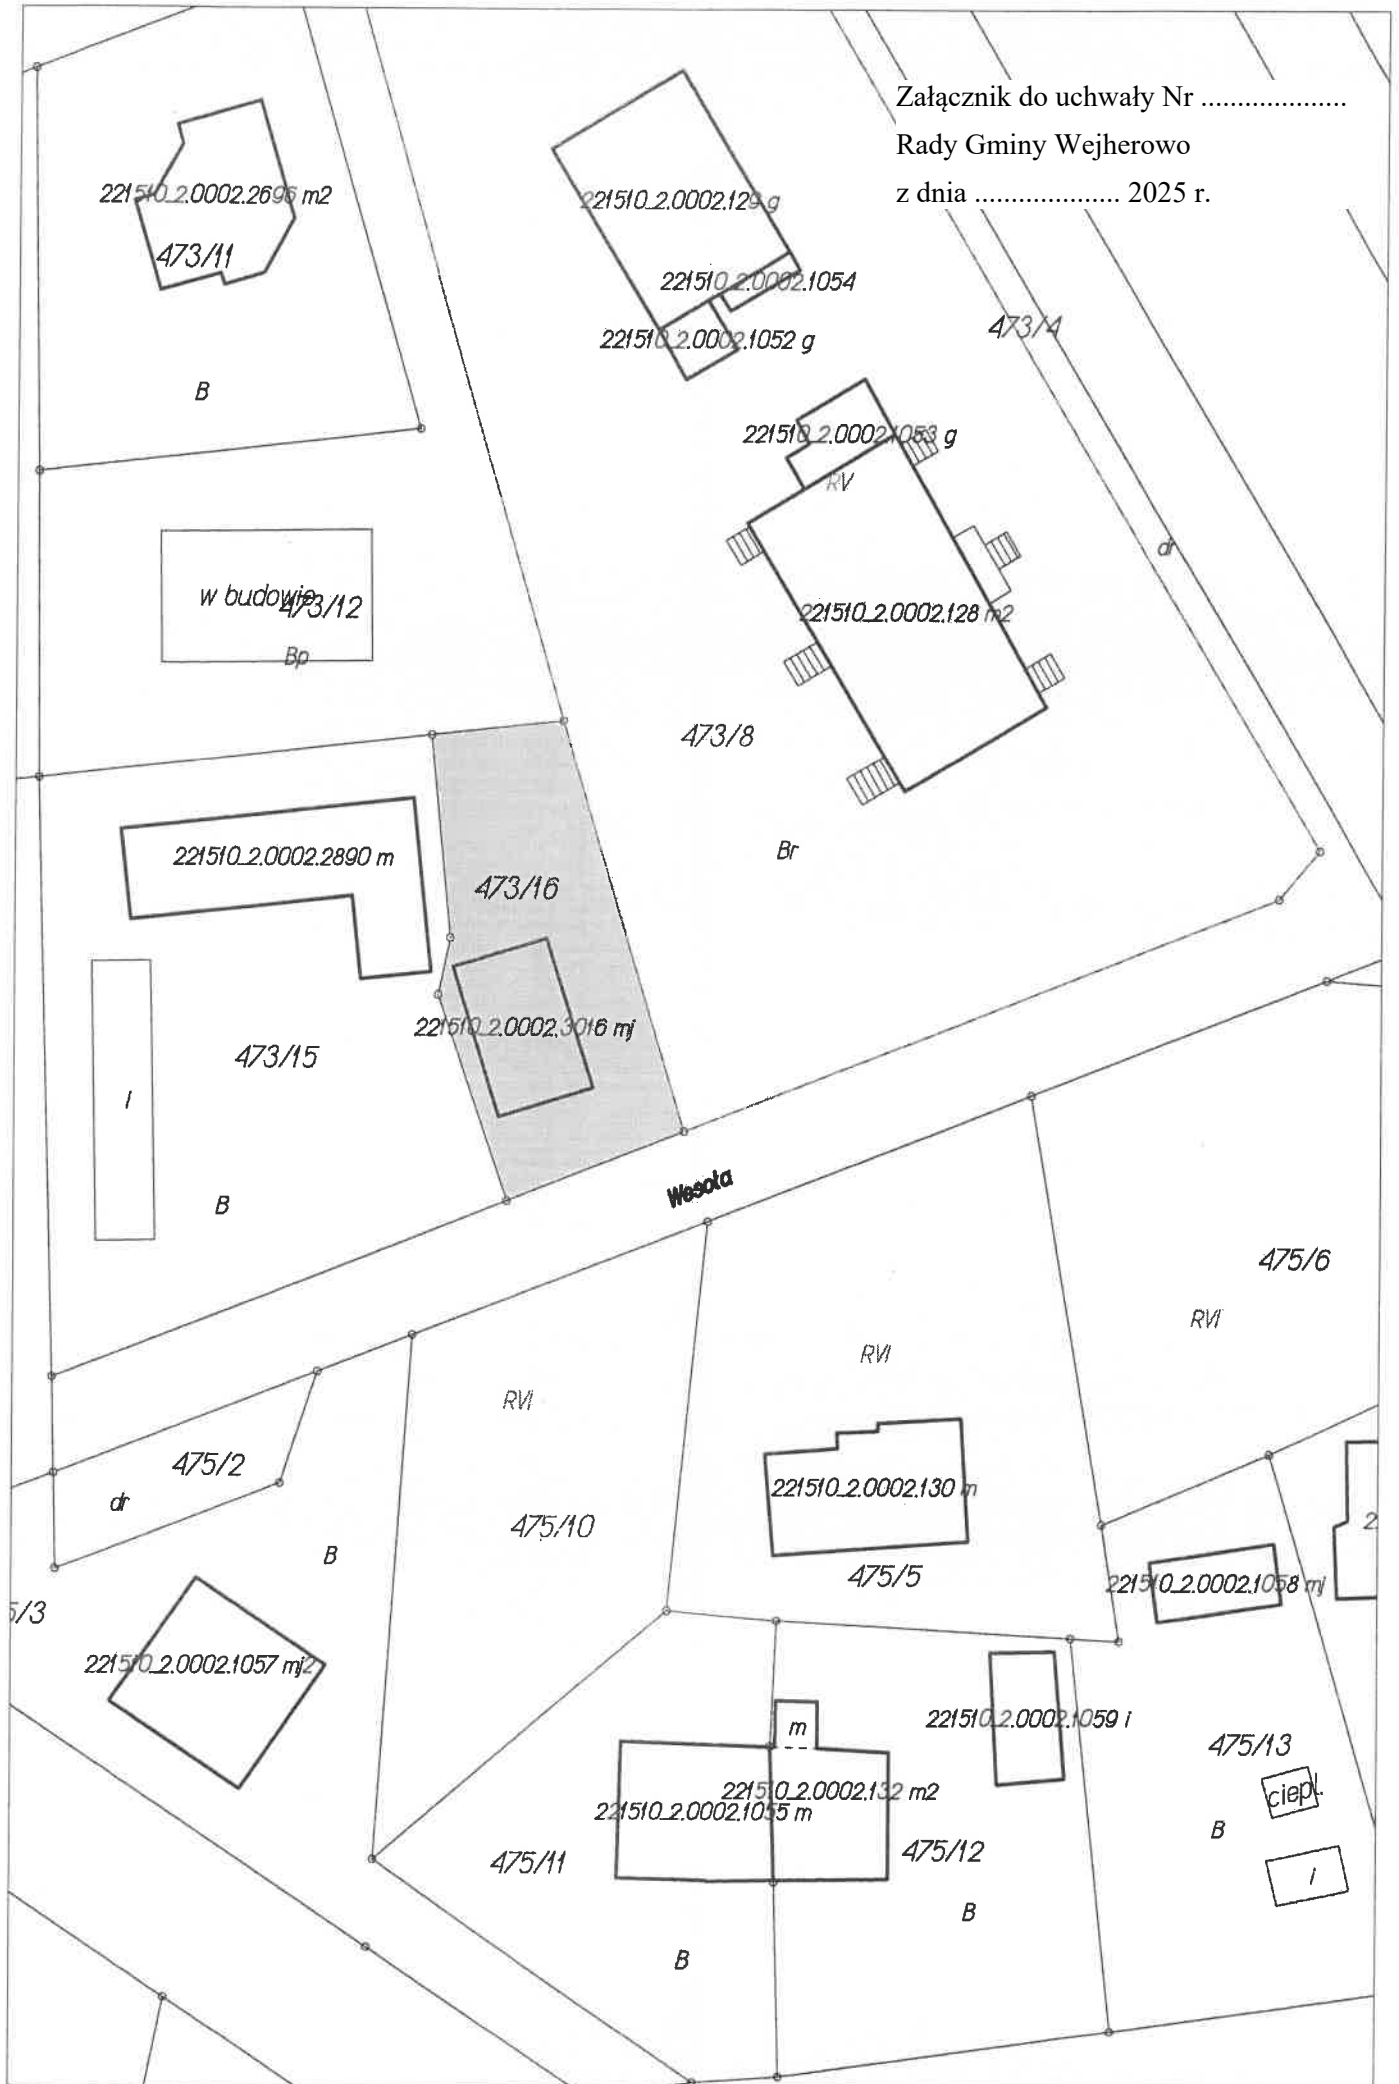 Załącznik do uchwały Nr ....................
Rady Gminy Wejherowo
z dnia .................... 2025 r.
221510_2.0002.2696 m2
473/11
B
221510_2.0002.129 g
221510_2.0002.1054
221510_2.0002.1052 g
473/4
221510_2.0002.1053 g
RV
dr
w budowie
473/12
Bp
221510_2.0002.128 m2
473/8
Br
221510_2.0002.2890 m
473/16
221510_2.0002.3016 mj
473/15
i
B
Wesoła
475/6
RVI
RVI
RVI
475/2
dr
475/10
B
221510_2.0002.130 m
475/5
2
221510_2.0002.1058 mj
5/3
221510_2.0002.1057 mj2
221510_2.0002.1059 i
m
475/13
ciepl.
221510_2.0002.132 m2
221510_2.0002.1055 m
B
475/11
475/12
i
B
B